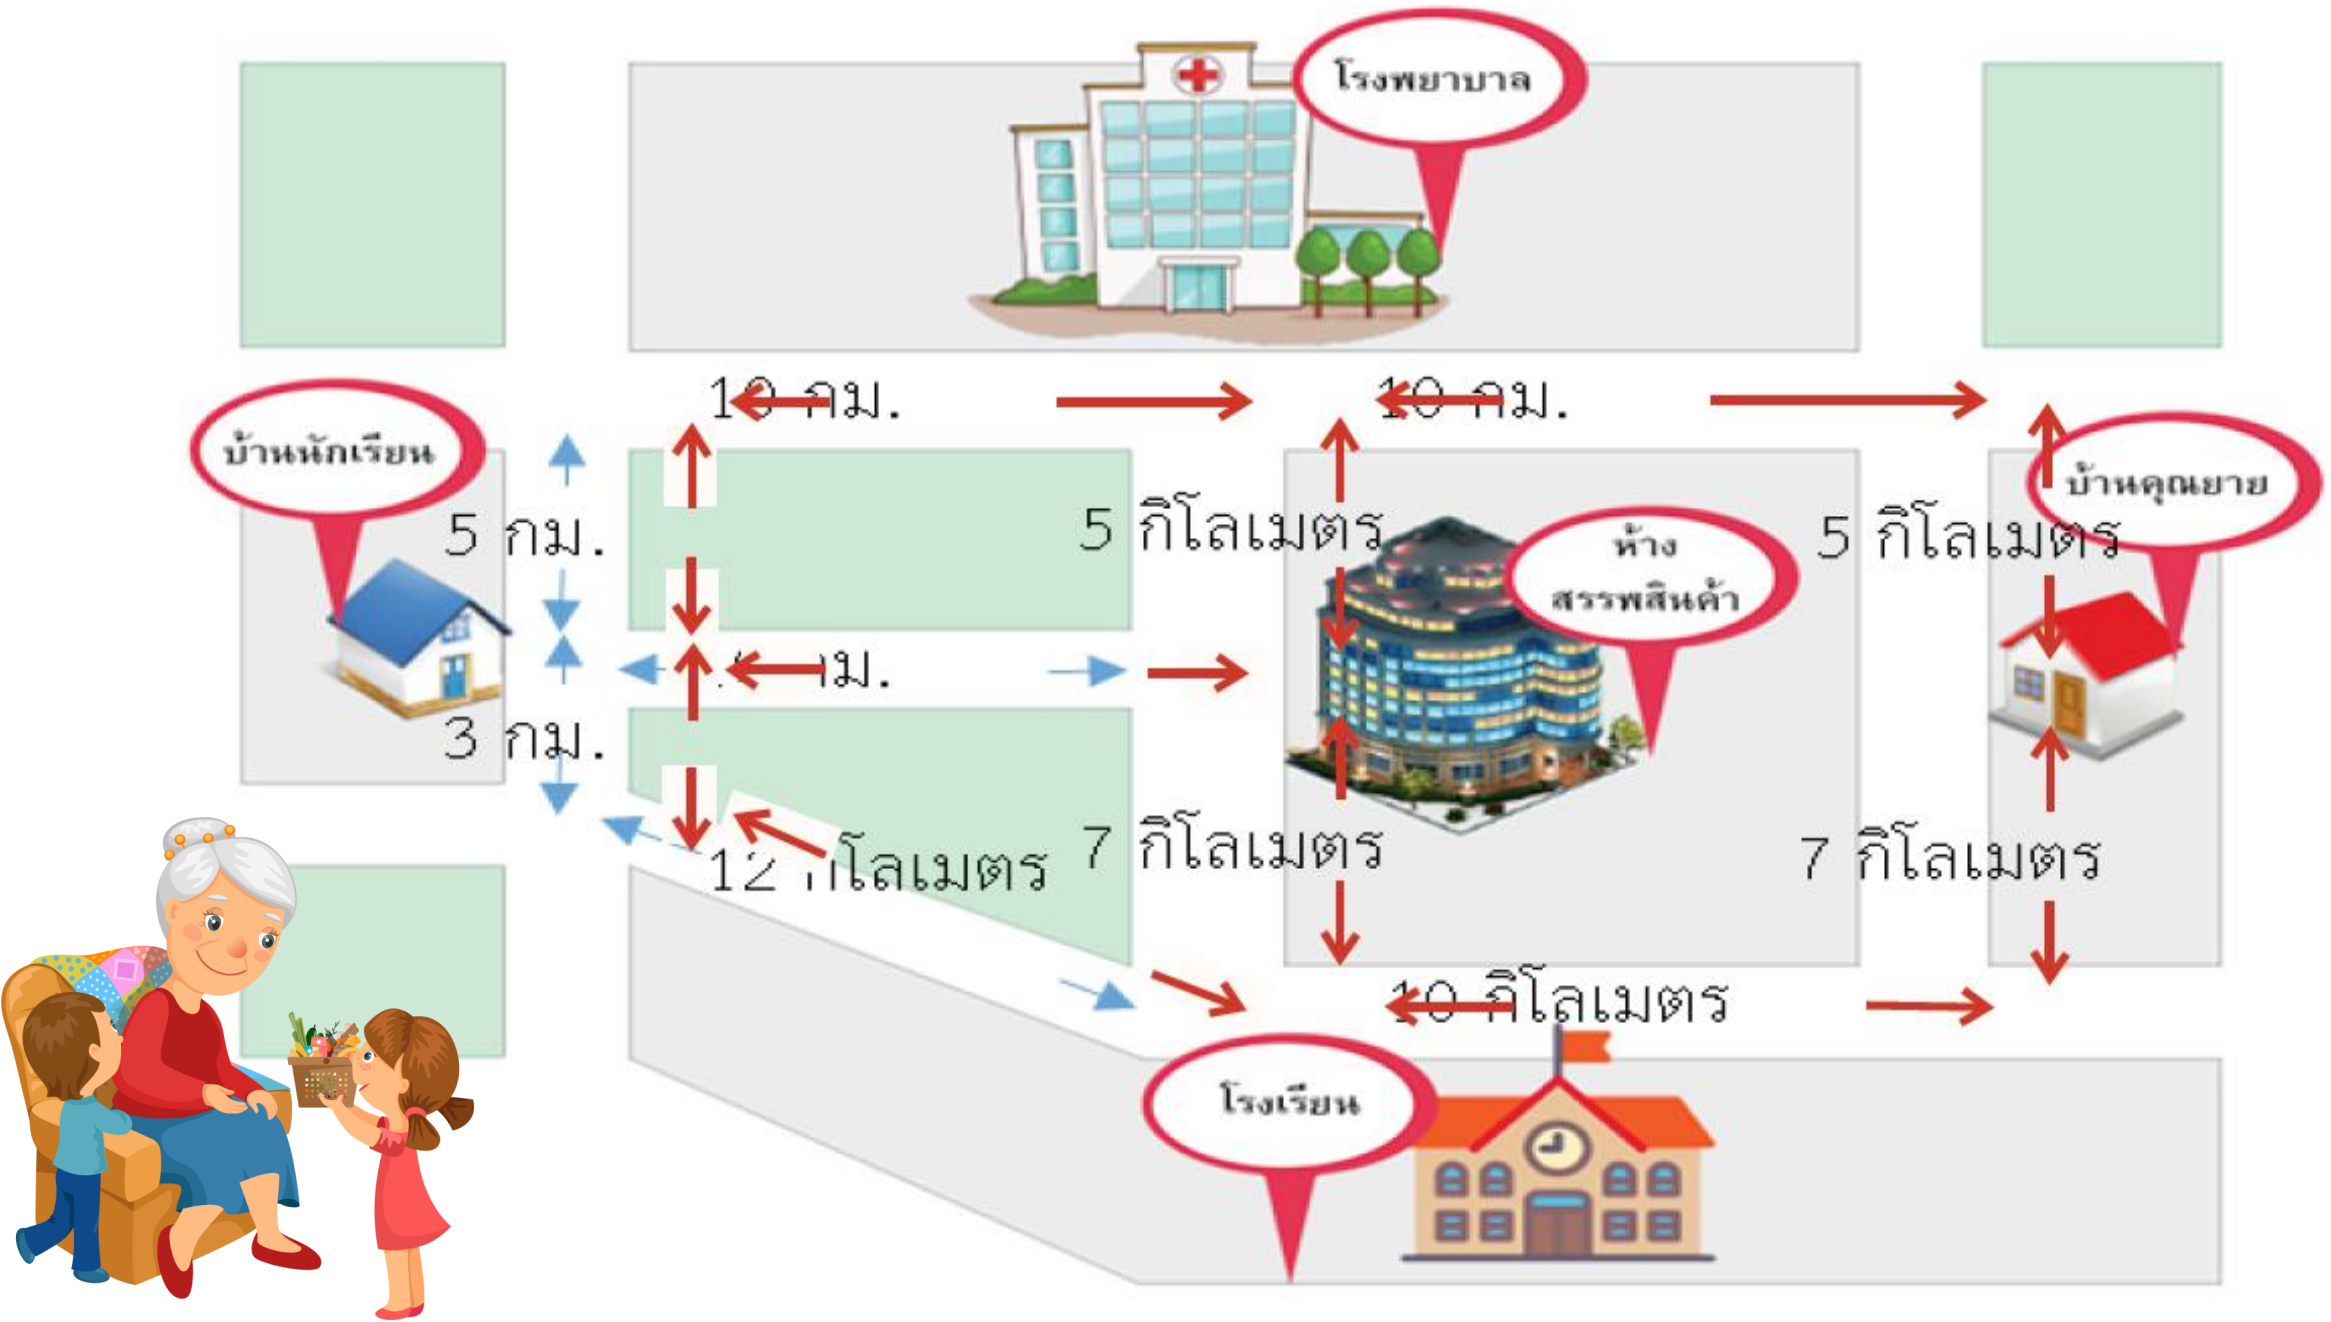 โรงพยาบาล
10 กม.
10 กม.
บ้านนักเรียน
บ้านคุณยาย
5 กม.
5 กิโลเมตร
5 กิโลเมตร
ห้าง
สรรพสินค้า
กม.
3 กม.
12 กิโลเมตร
7 กิโลเมตร
7 กิโลเมตร
10 กิโลเมตร
โรงเรียน